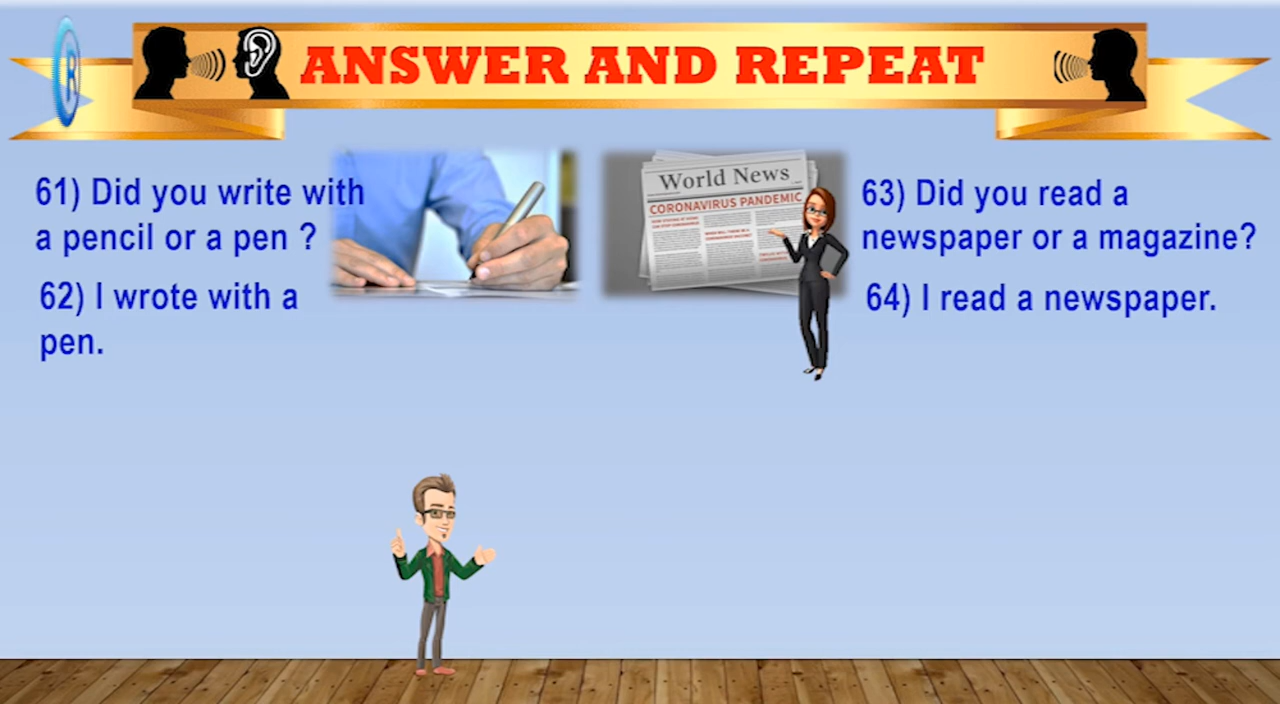 R
ANSWER AND REPEAT
61) Did you write with
a pencil or a pen ?
62) I wrote with a
pen.
World News
CORONAVIRUS PANDEMIC
63) Did you read a
newspaper or a magazine?
64) I read a newspaper.